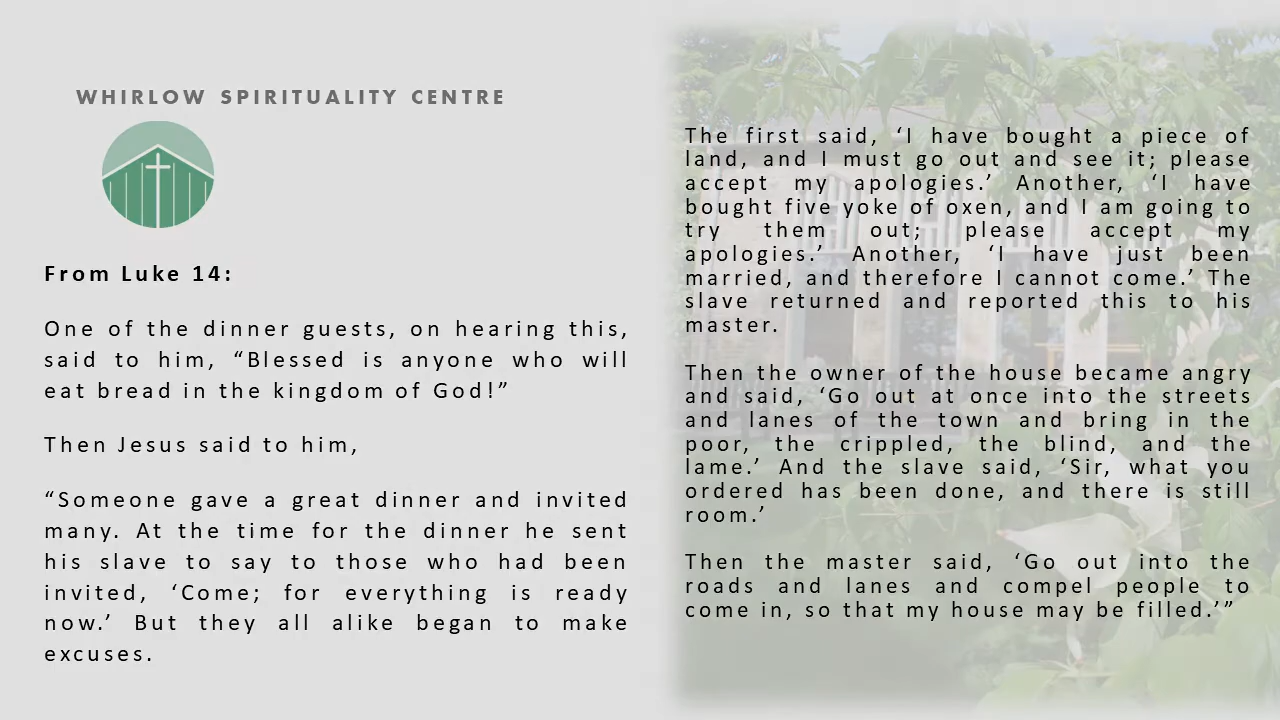 WHIRLOW SPIRITUALITY CENTRE
From Luke 14:
One of the dinner guests, on hearing this,
said to him, “Blessed is anyone who will
eat bread in the kingdom of God!”
Then Jesus said to him,
“Someone gave a great dinner and invited
many. At the time for the dinner he sent
his slave to say to those who had been
invited, ‘Come; for everything is ready
now.’ But they all alike began to make
excuses.
The first said, ‘I have bought a piece of
land, and I must go out and see it; please
accept my apologies.’ Another, ‘I have
bought five yoke of oxen, and I am going to
try them out; please accept my
apologies.’ Another, ‘I have just been
married, and therefore I cannot come.’ The
slave returned and reported this to his
master.
Then the owner of the house became angry
and said, ‘Go out at once into the streets
and lanes of the town and bring in the
poor, the crippled, the blind, and the
lame.’ And the slave said, ‘Sir, what you
ordered has been done, and there is still
room.’
Then the master said, ‘Go out into the
roads and lanes and compel people to
come in, so that my house may be filled.’”